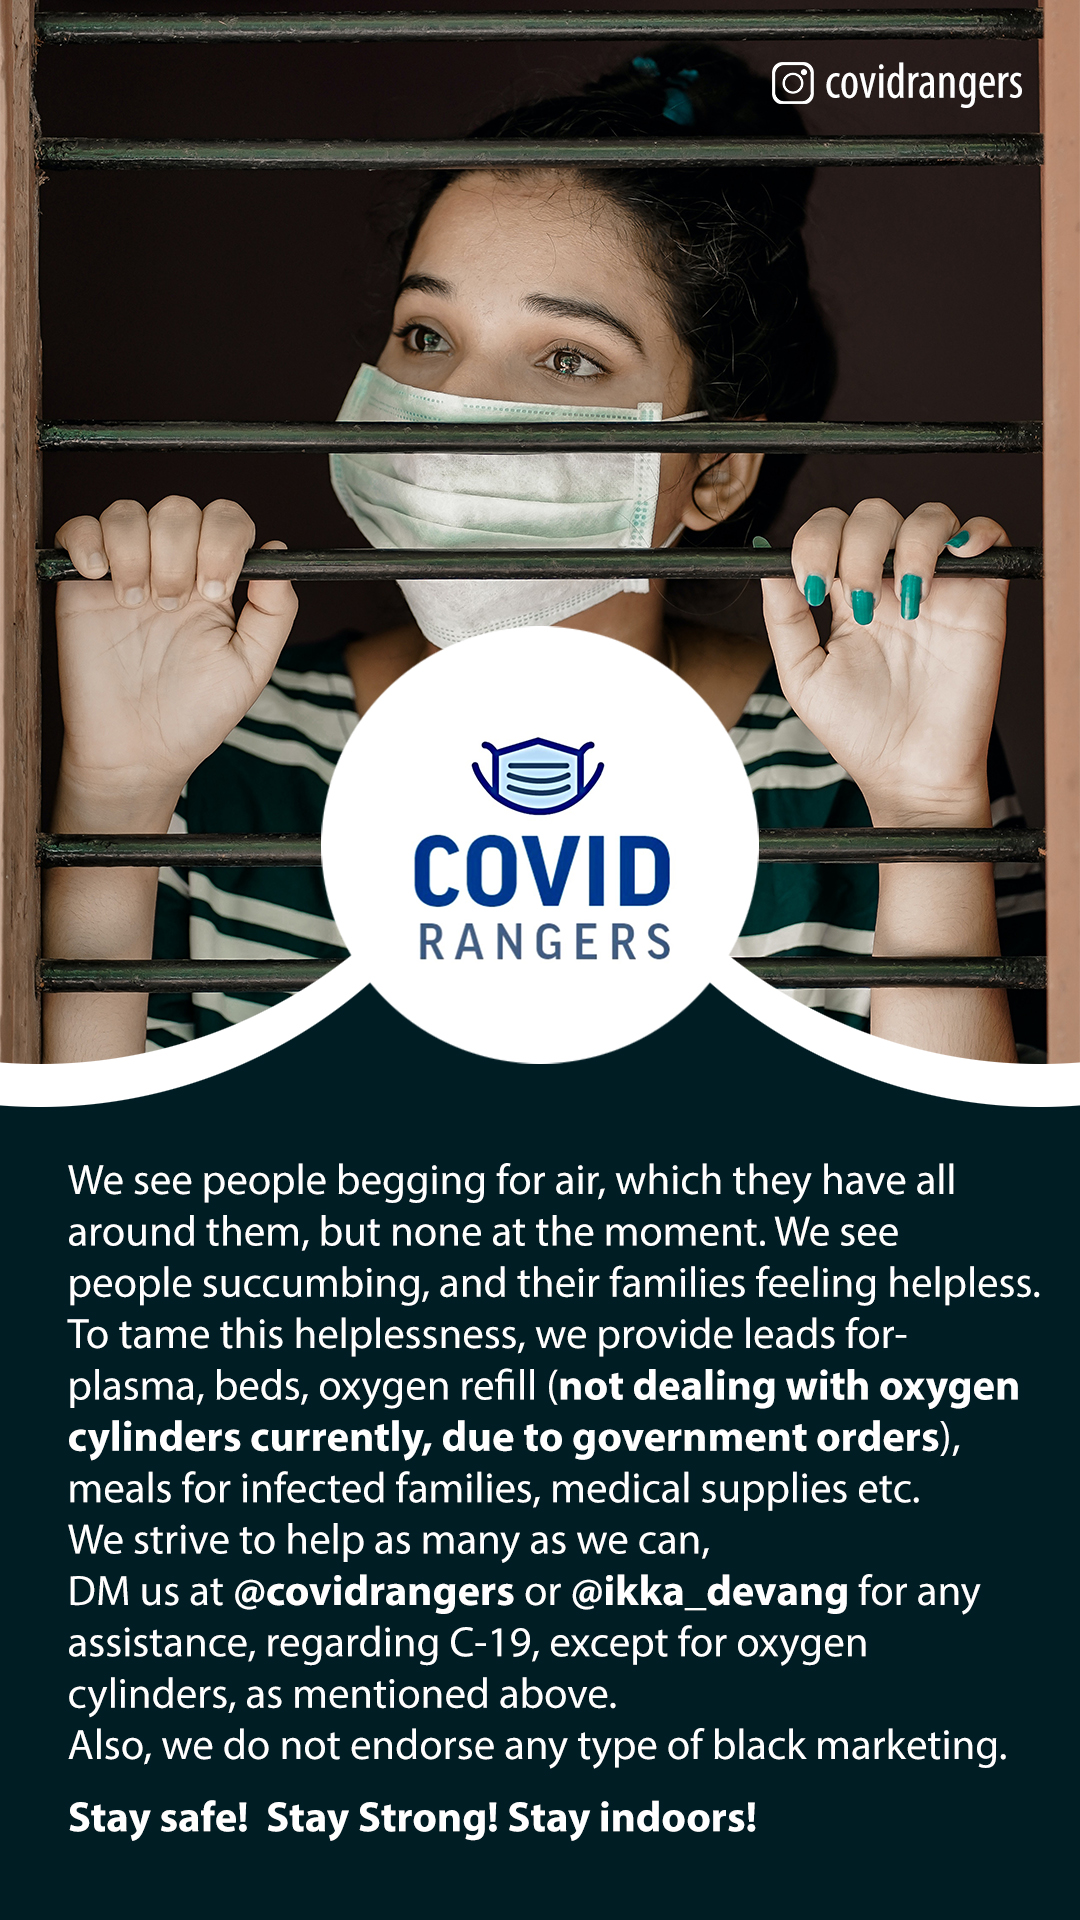 covidrangers
COVID
RANGERS
We see people begging for air, which they have all
around them, but none at the moment. We see
people succumbing, and their families feeling helpless.
To tame this helplessness, we provide leads for-
plasma, beds, oxygen refill (not dealing with oxygen
cylinders currently, due to government orders),
meals for infected families, medical supplies etc.
We strive to help as many as we can,
DM us at @covidrangers or @ikka_devang for any
assistance, regarding C-19, except for oxygen
cylinders, as mentioned above.
Also, we do not endorse any type of black marketing.
Stay safe!  Stay Strong! Stay indoors!